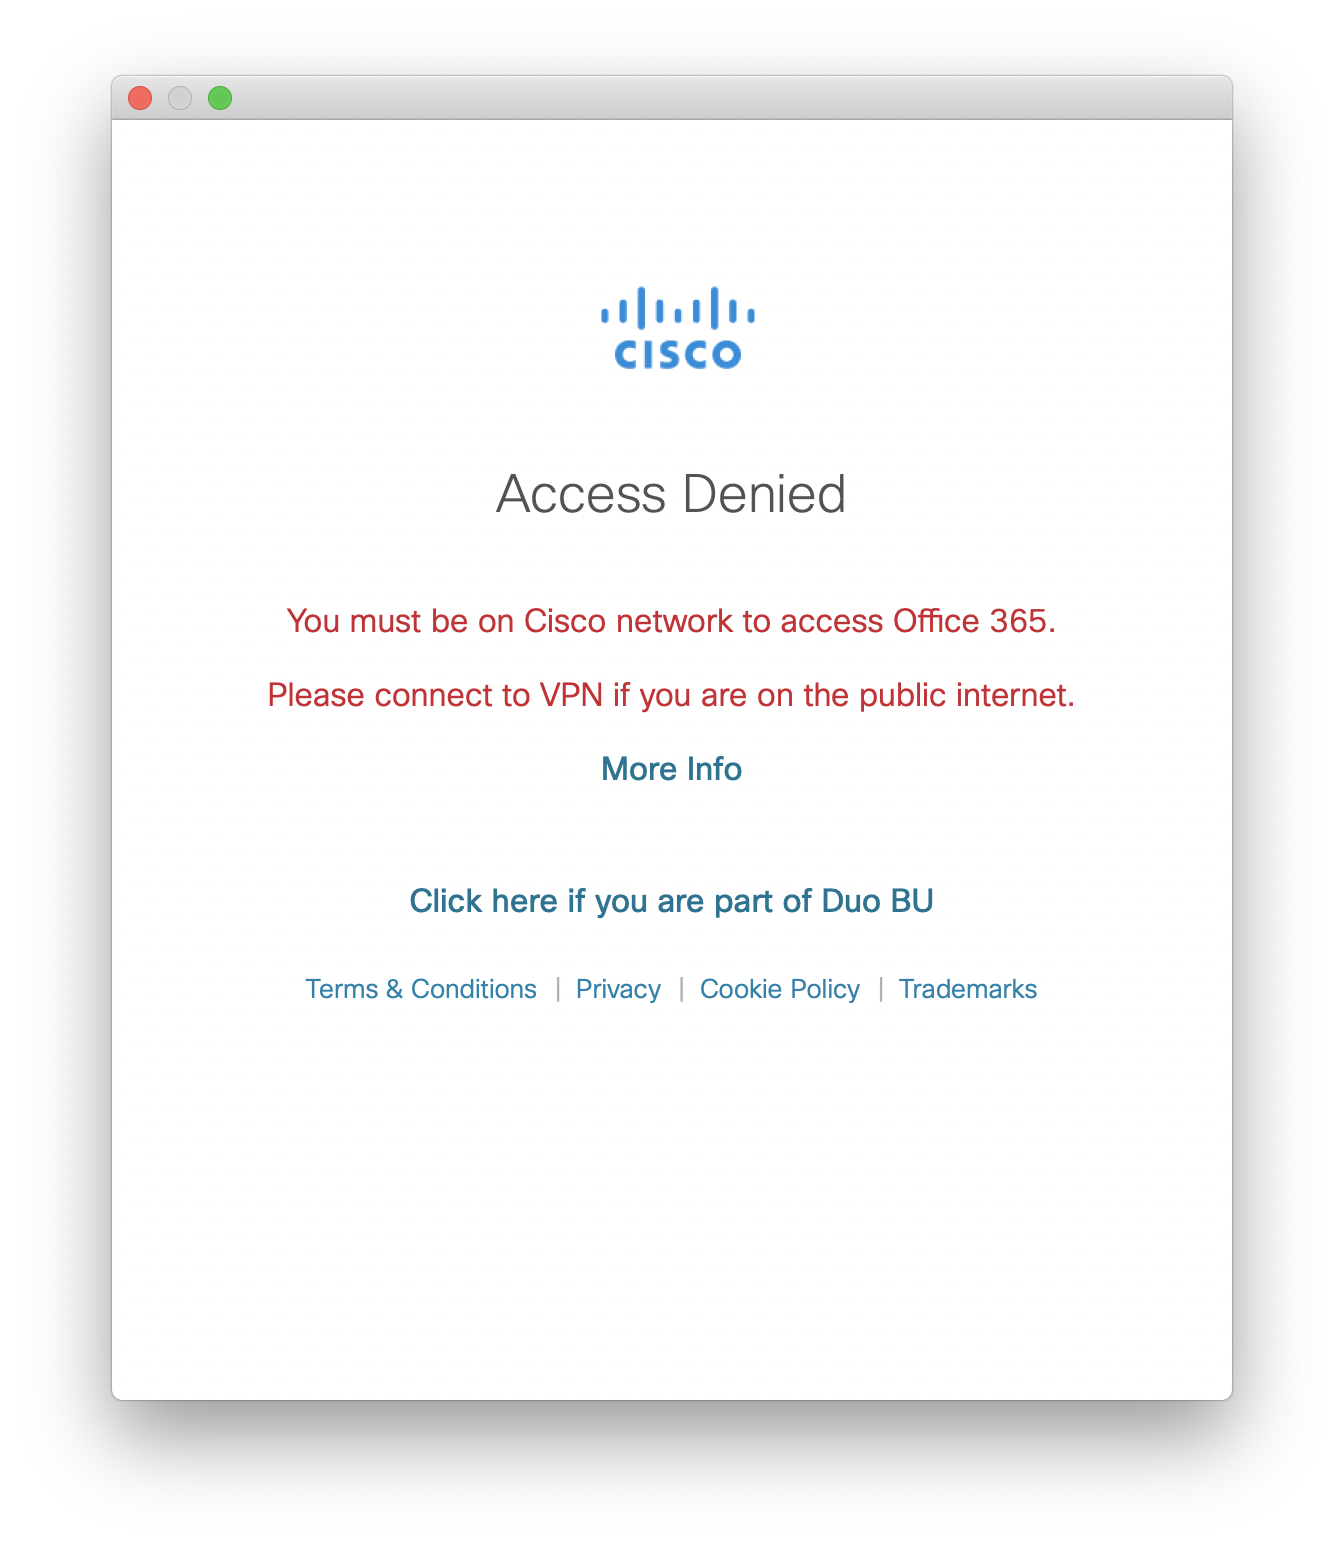 CISCO
Access Denied
You must be on Cisco network to access Office 365.
Please connect to VPN if you are on the public internet.
More Info
Click here if you are part of Duo BU
Terms & Conditions | Privacy | Cookie Policy | Trademarks